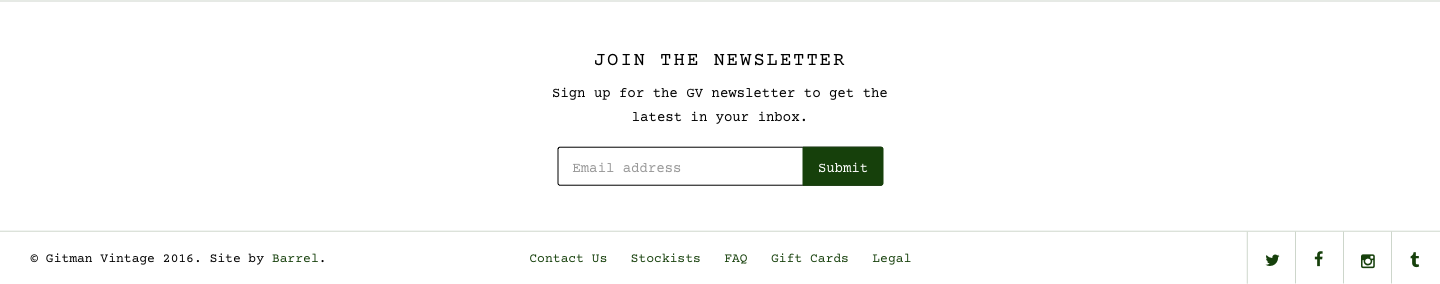 JOIN THE NEWSLETTER
Sign up for the GV newsletter to get the
latest in your inbox.
Email address Submit
© Gitman Vintage 2016. Site by Barrel. Contact Us Stockists FAQ Gift Cards Legal